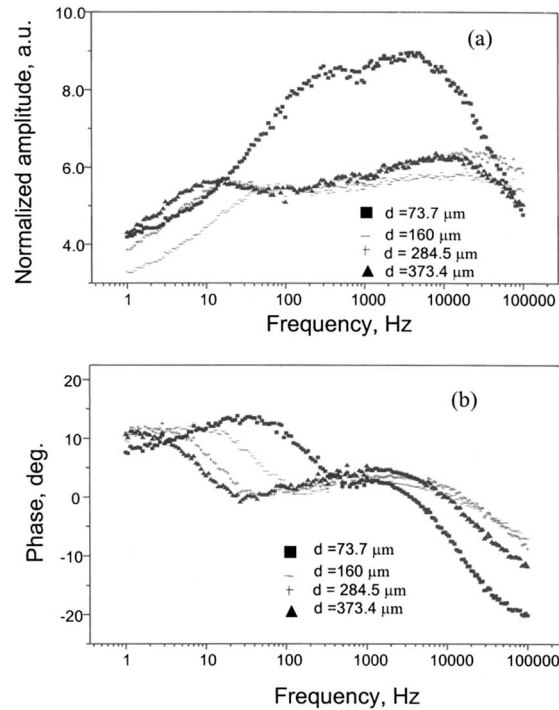 Normalized amplitude, a.u.
10.0
8.0
6.0
4.0
(a)
■ d =73.7 μm
— d =160 μm
+ d = 284.5 μm
▲ d =373.4 μm
1 10 100 1000 10000 100000
Frequency, Hz
Phase, deg.
20
10
0
-10
-20
(b)
■ d =73.7 μm
— d =160 μm
+ d = 284.5 μm
▲ d =373.4 μm
1 10 100 1000 10000 100000
Frequency, Hz